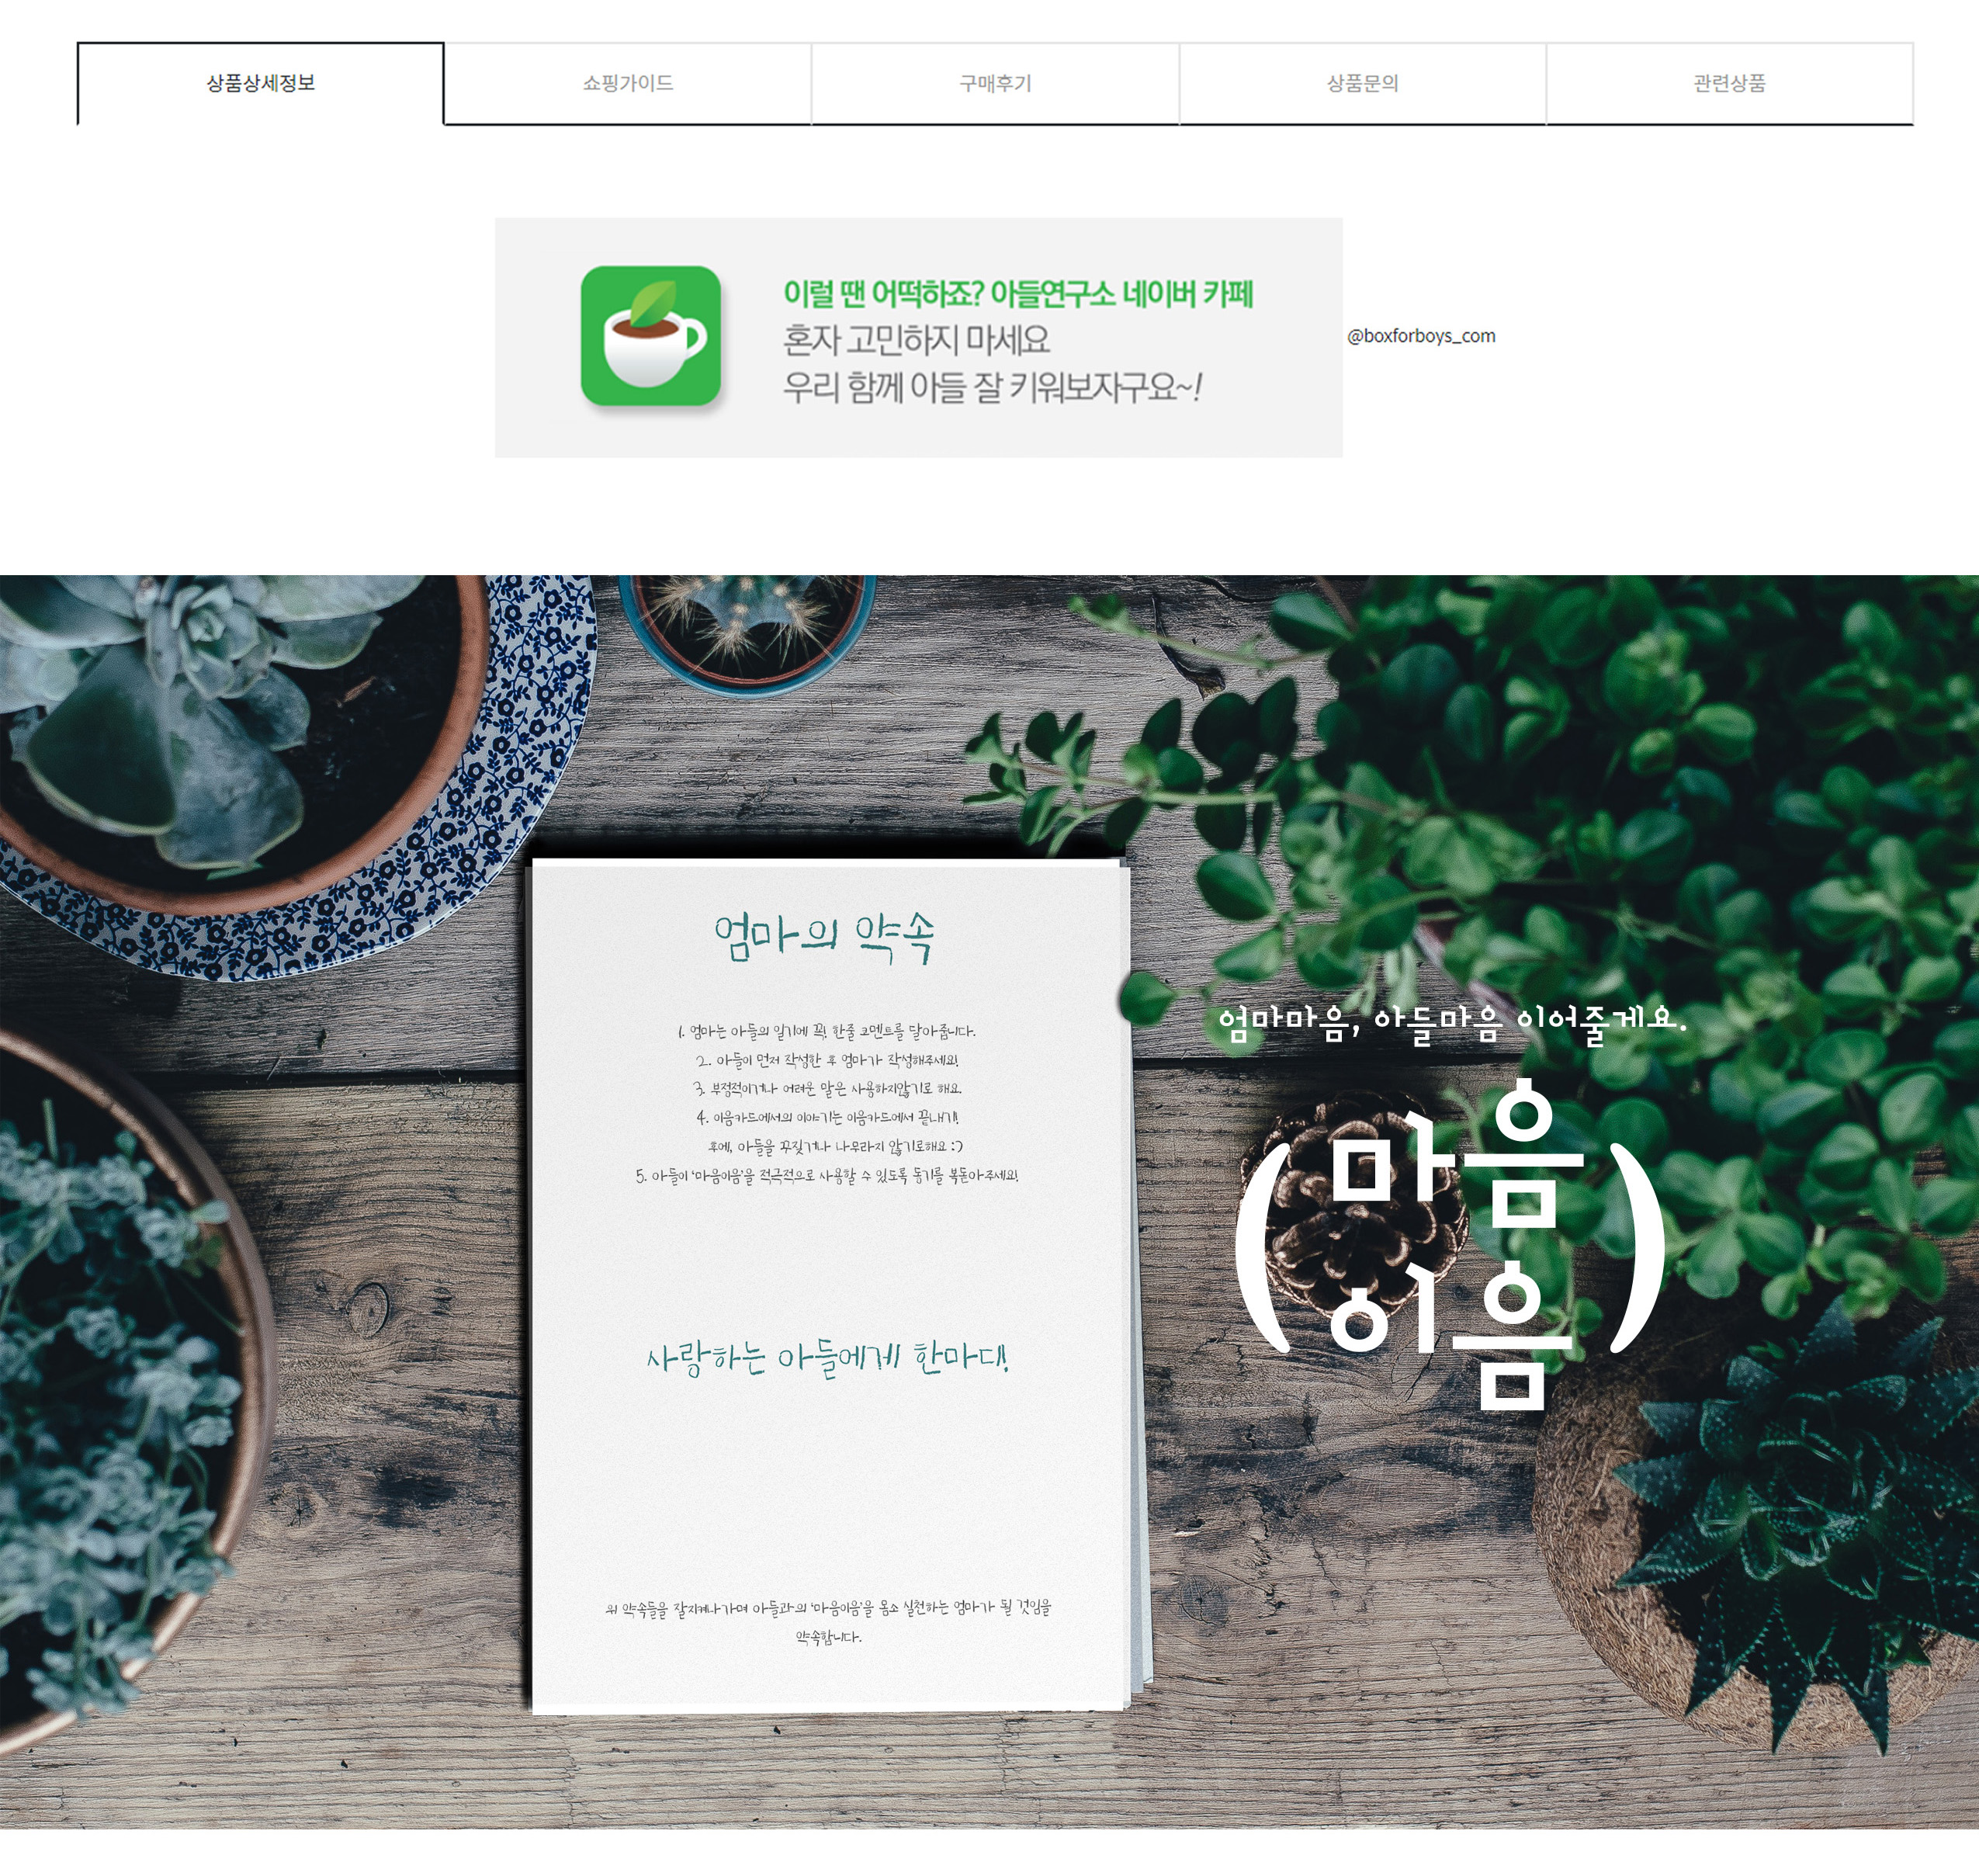 상품상세정보
쇼핑가이드
구매후기
상품문의
관련상품
이럴 땐 어떡하죠? 아들연구소 네이버 카페
혼자 고민하지 마세요
우리 함께 아들 잘 키워보자구요~!
@boxforboys_com
엄마의 약속
1. 엄마는 아들의 일기에 꼭! 한줄 코멘트를 달아줍니다.
2. 아들이 먼저 작성한 후 엄마가 작성해주세요!
3. 부정적이거나 어려운 말은 사용하지않기로 해요.
4. 이음카드에서의 이야기는 이음카드에서 끝내기!
후에, 아들을 꾸짖거나 나무라지 않기로해요 :)
5. 아들이 '마음이음'을 적극적으로 사용할 수 있도록 동기를 북돋아주세요!
사랑하는 아들에게 한마디!
위 약속들을 잘지켜나가며 아들과의 '마음이음'을 몸소 실천하는 엄마가 될 것임을
약속합니다.
엄마마음, 아들마음 이어줄게요.
(마음
이음)